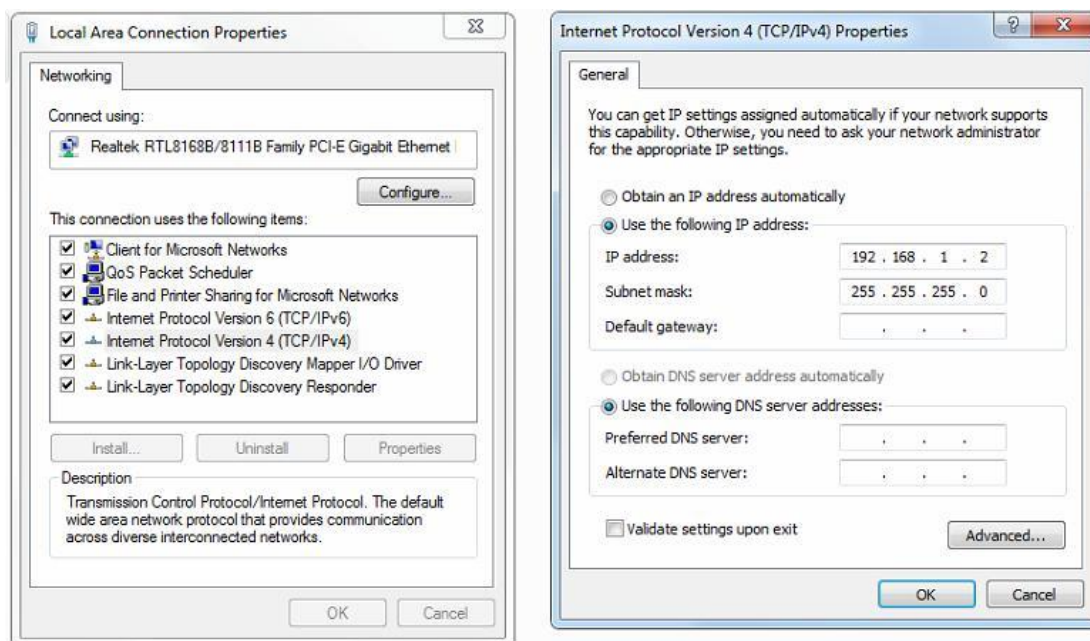 Local Area Connection Properties
Networking
Connect using:
Realtek RTL8168B/8111B Family PCI-E Gigabit Ethernet
Configure...
This connection uses the following items:
Client for Microsoft Networks
QoS Packet Scheduler
File and Printer Sharing for Microsoft Networks
Internet Protocol Version 6 (TCP/IPv6)
Internet Protocol Version 4 (TCP/IPv4)
Link-Layer Topology Discovery Mapper I/O Driver
Link-Layer Topology Discovery Responder
Install...
Uninstall
Properties
Description
Transmission Control Protocol/Internet Protocol. The default
wide area network protocol that provides communication
across diverse interconnected networks.
OK
Cancel
Internet Protocol Version 4 (TCP/IPv4) Properties
General
You can get IP settings assigned automatically if your network supports
this capability. Otherwise, you need to ask your network administrator
for the appropriate IP settings.
Obtain an IP address automatically
Use the following IP address:
IP address: 192 . 168 . 1 . 2
Subnet mask: 255 . 255 . 255 . 0
Default gateway: . . .
Obtain DNS server address automatically
Use the following DNS server addresses:
Preferred DNS server: . . .
Alternate DNS server: . . .
Validate settings upon exit
Advanced...
OK
Cancel